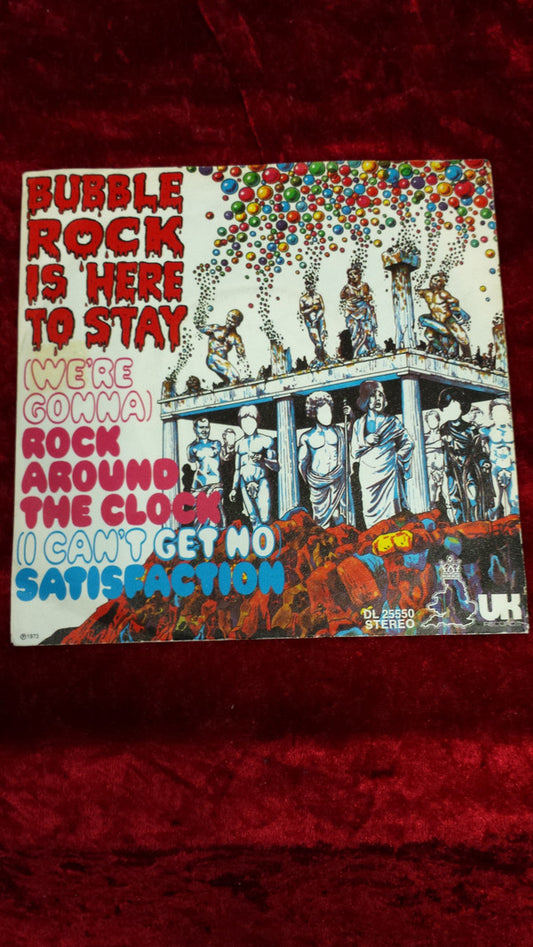 BUBBLE
ROCK
IS HERE
TO STAY
(WE'RE
GONNA)
ROCK
AROUND
THE CLOCK
(I CAN'T GET NO)
SATISFACTION
℗1973
DL 25550
STEREO
UK
RECORDS